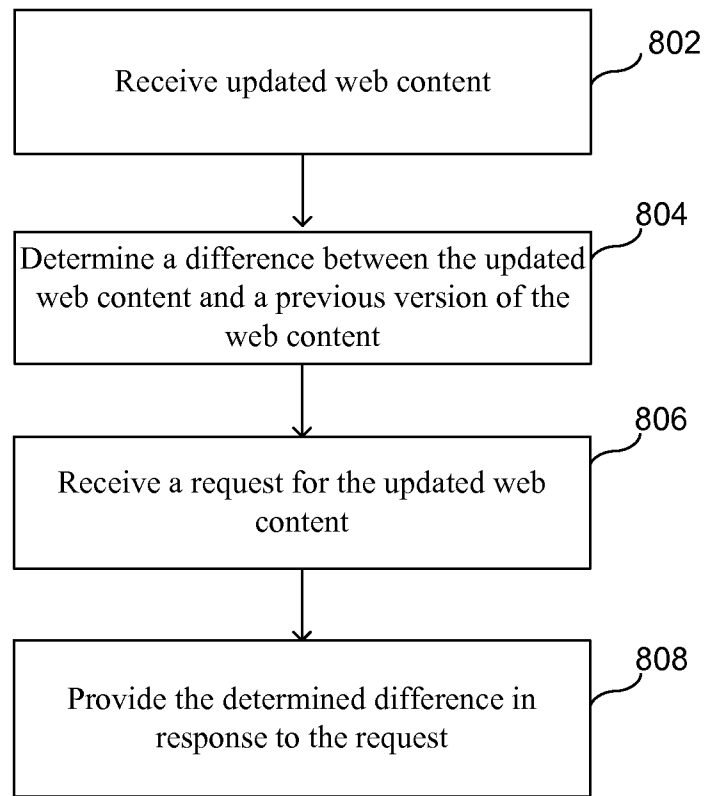 Receive updated web content
802
Determine a difference between the updated
web content and a previous version of the
web content
804
Receive a request for the updated web
content
806
Provide the determined difference in
response to the request
808